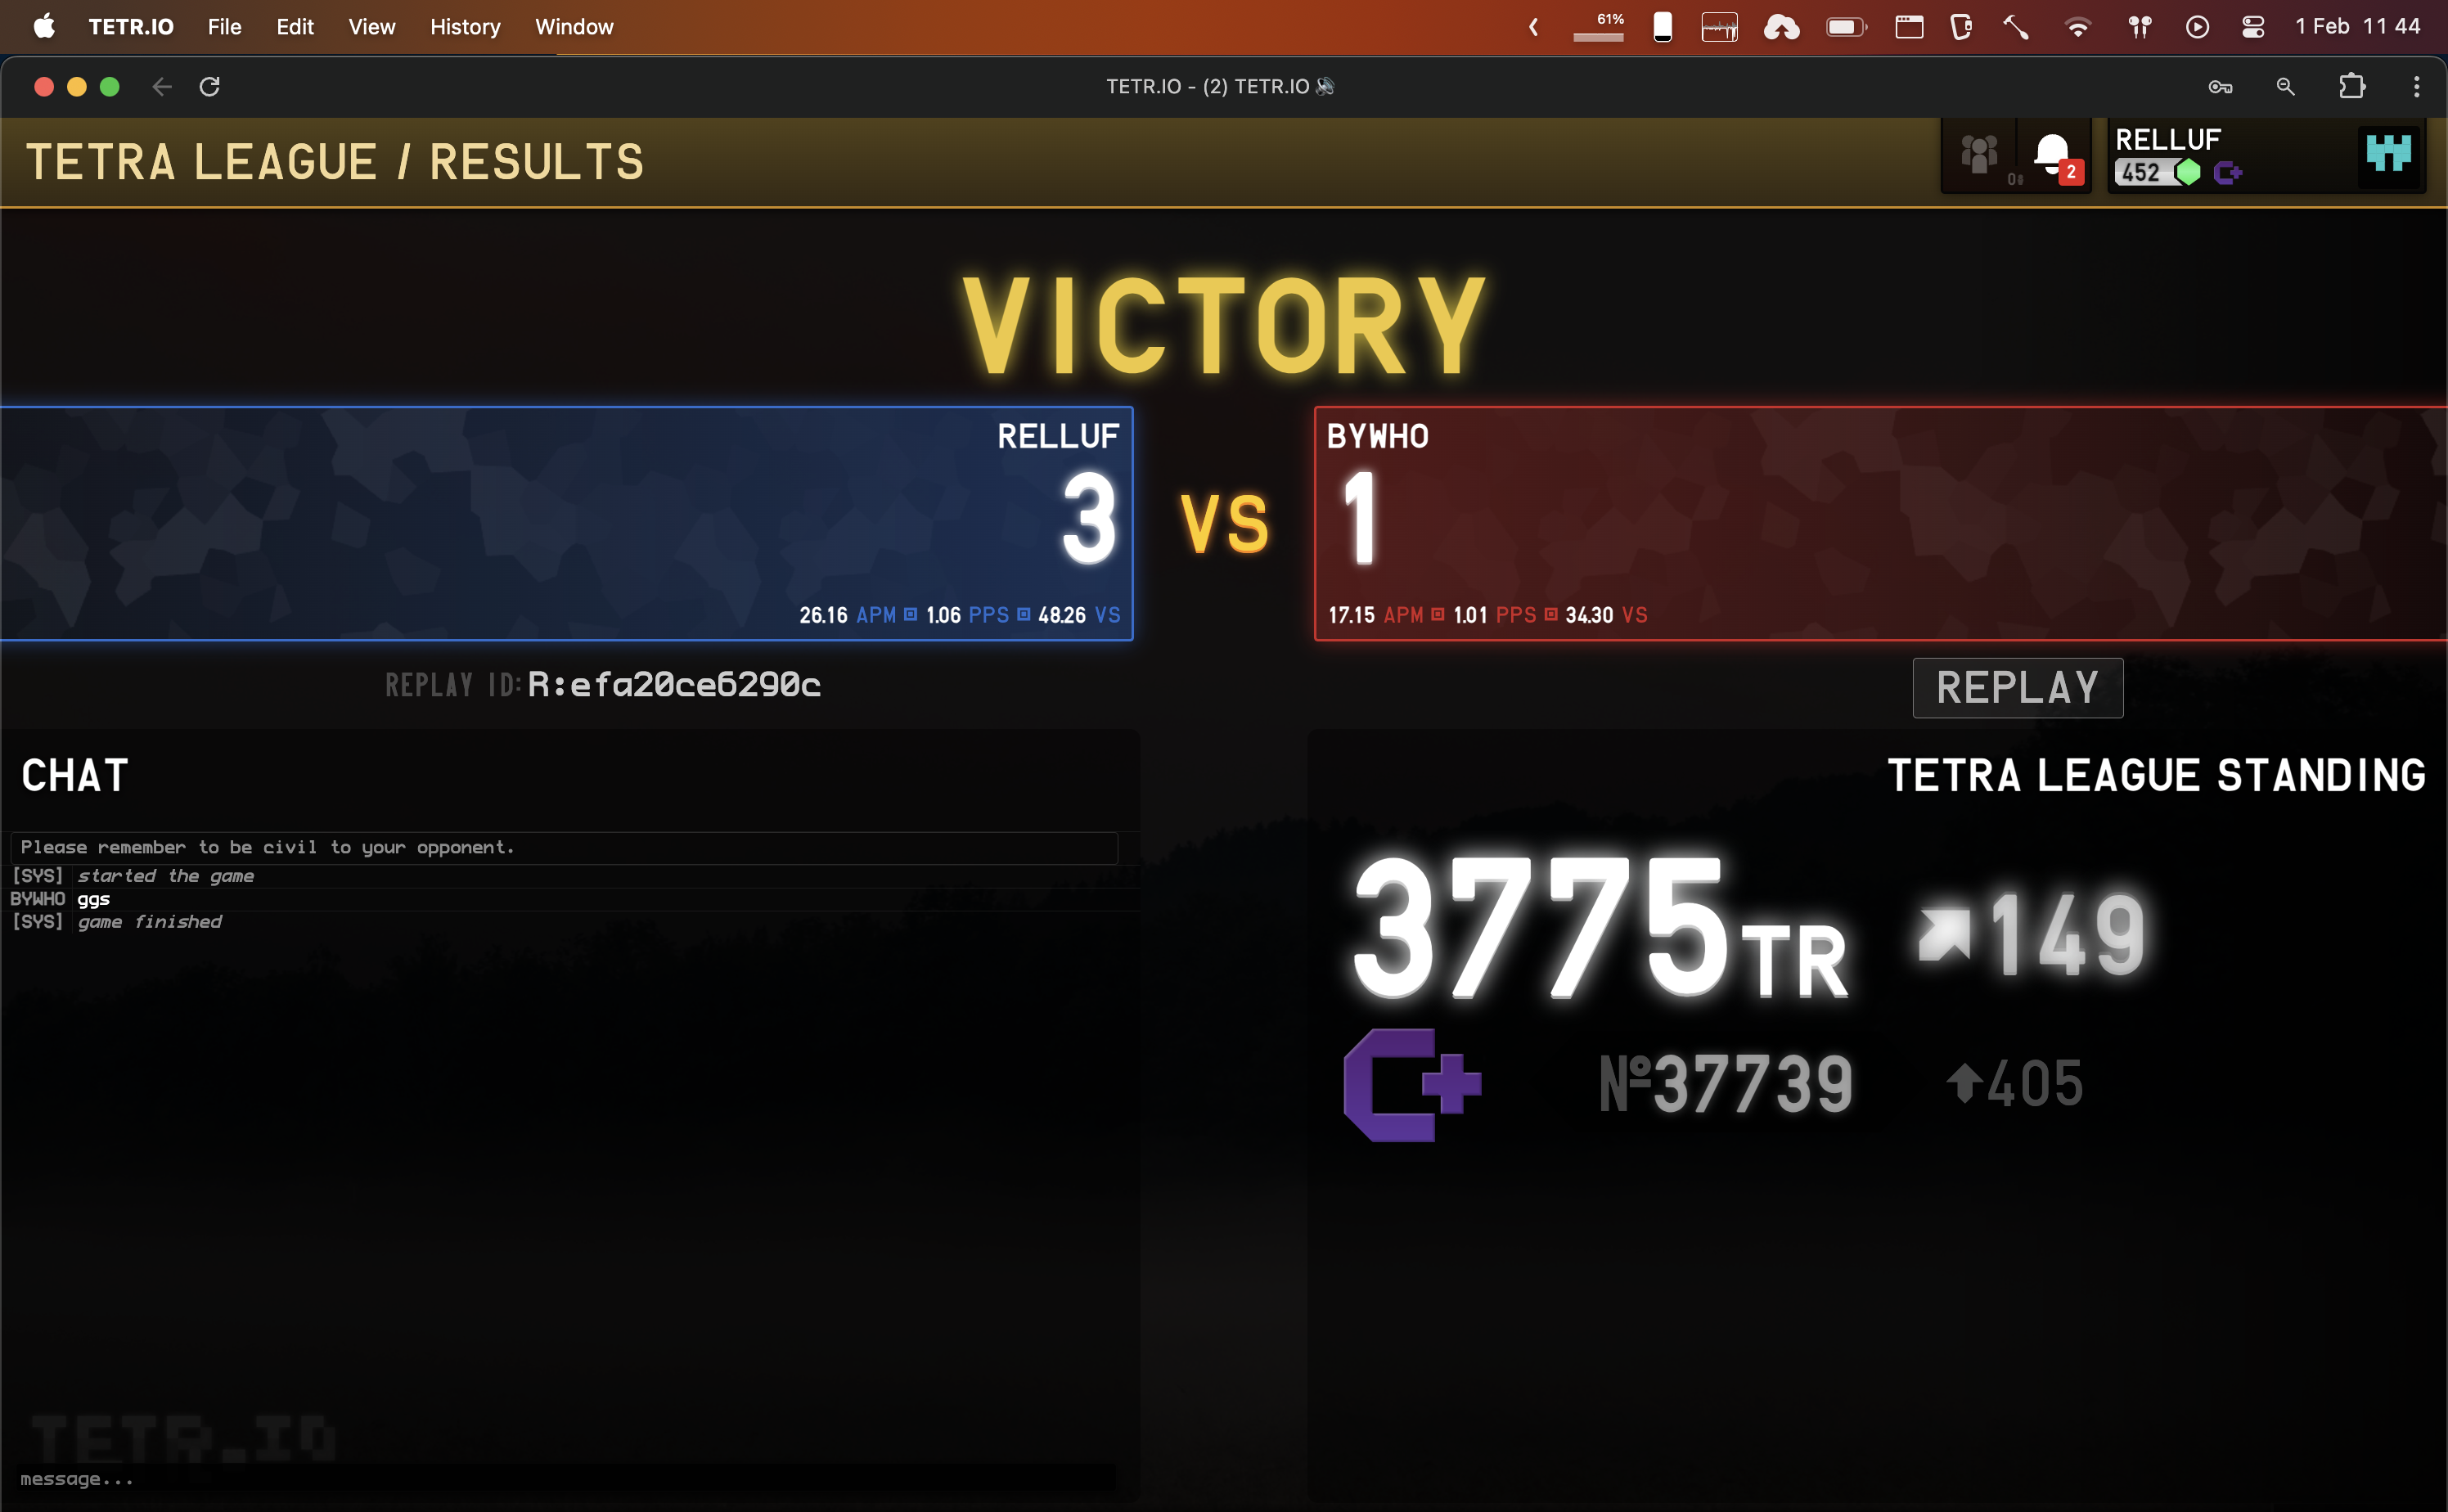 TETR.IO File Edit View History Window 61% 1 Feb 11 44
TETR.IO - (2) TETR.IO
TETRA LEAGUE / RESULTS
2
RELLUF
452 C+
VICTORY
RELLUF
3
26.16 APM 1.06 PPS 48.26 VS
VS
BYWHO
1
17.15 APM 1.01 PPS 34.30 VS
REPLAY ID: R:efa20ce6290c
REPLAY
CHAT
Please remember to be civil to your opponent.
[SYS] started the game
BYWHO ggs
[SYS] game finished
TETR.IO
message...
TETRA LEAGUE STANDING
3775TR 149
C+ №37739 405